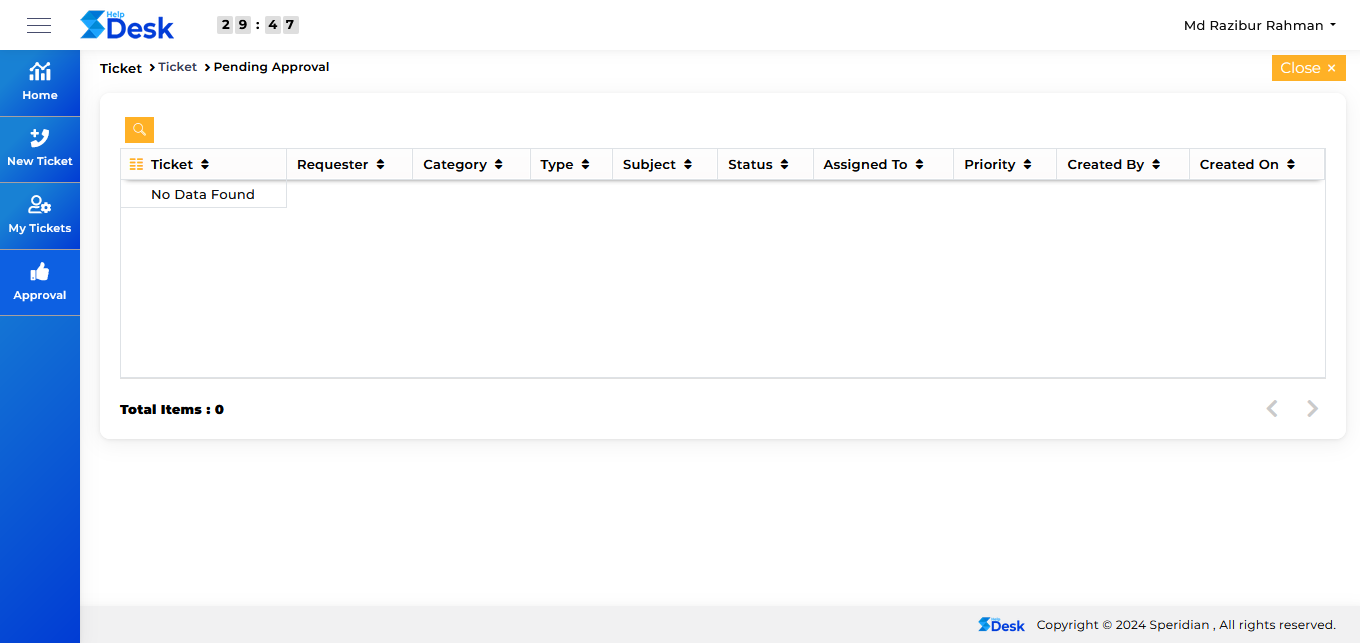 Help
Desk
29:47
Md Razibur Rahman
Ticket > Ticket > Pending Approval
Close ×
Home
New Ticket
My Tickets
Approval
Ticket Requester Category Type Subject Status Assigned To Priority Created By Created On
No Data Found
Total Items : 0
Desk Copyright © 2024 Speridian , All rights reserved.